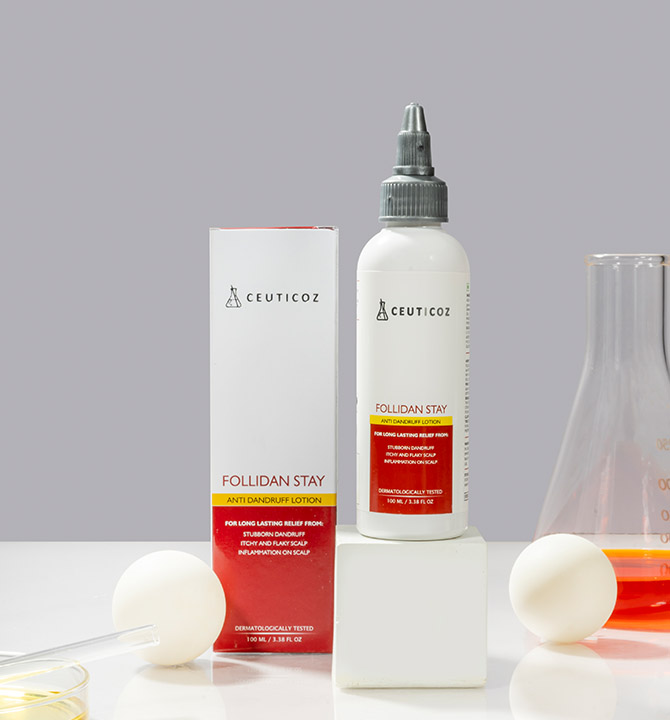 CEUTICOZ
FOLLIDAN STAY
ANTI DANDRUFF LOTION
FOR LONG LASTING RELIEF FROM:
STUBBORN DANDRUFF
ITCHY AND FLAKY SCALP
INFLAMMATION ON SCALP
DERMATOLOGICALLY TESTED
100 ML / 3.38 FL OZ
CEUTICOZ
FOLLIDAN STAY
ANTI DANDRUFF LOTION
FOR LONG LASTING RELIEF FROM:
STUBBORN DANDRUFF
ITCHY AND FLAKY SCALP
INFLAMMATION ON SCALP
DERMATOLOGICALLY TESTED
100 ML / 3.38 FL OZ